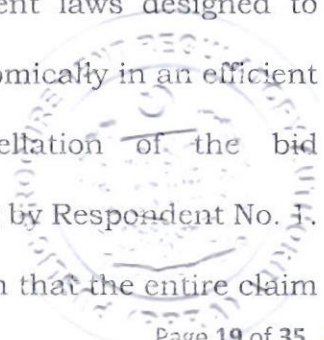 ent laws designed to
omically in an efficient
ellation of the bid
by Respondent No. 1.
n that the entire claim
Page 19 of 35